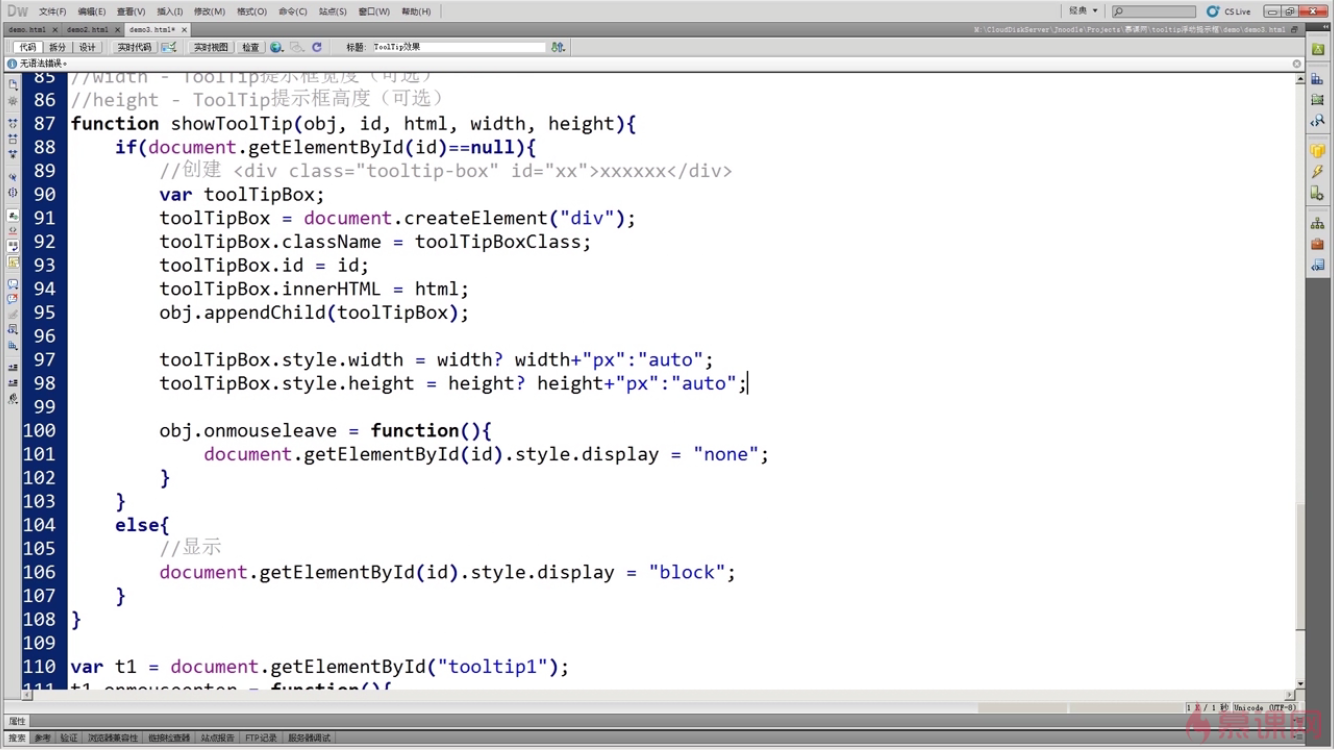 Dw 文件(F) 编辑(E) 查看(V) 插入(I) 修改(M) 格式(O) 命令(C) 站点(S) 窗口(W) 帮助(H) 经典 CS Live
demo.html × demo2.html × demo3.html* ×
代码 拆分 设计 实时代码 实时视图 检查 标题: ToolTip效果
无语法错误。
85 //width - ToolTip提示框宽度（可选）
86 //height - ToolTip提示框高度（可选）
87 function showToolTip(obj, id, html, width, height){
88 if(document.getElementById(id)==null){
89 //创建 <div class="tooltip-box" id="xx">xxxxxx</div>
90 var toolTipBox;
91 toolTipBox = document.createElement("div");
92 toolTipBox.className = toolTipBoxClass;
93 toolTipBox.id = id;
94 toolTipBox.innerHTML = html;
95 obj.appendChild(toolTipBox);
96
97 toolTipBox.style.width = width? width+"px":"auto";
98 toolTipBox.style.height = height? height+"px":"auto";
99
100 obj.onmouseleave = function(){
101 document.getElementById(id).style.display = "none";
102 }
103 }
104 else{
105 //显示
106 document.getElementById(id).style.display = "block";
107 }
108 }
109
110 var t1 = document.getElementById("tooltip1");
111 t1.onmouseenter = function(){
Unicode (UTF-8)
属性
慕课网
搜索 参考 验证 浏览器兼容性 链接检查器 站点报告 FTP记录 服务器调试